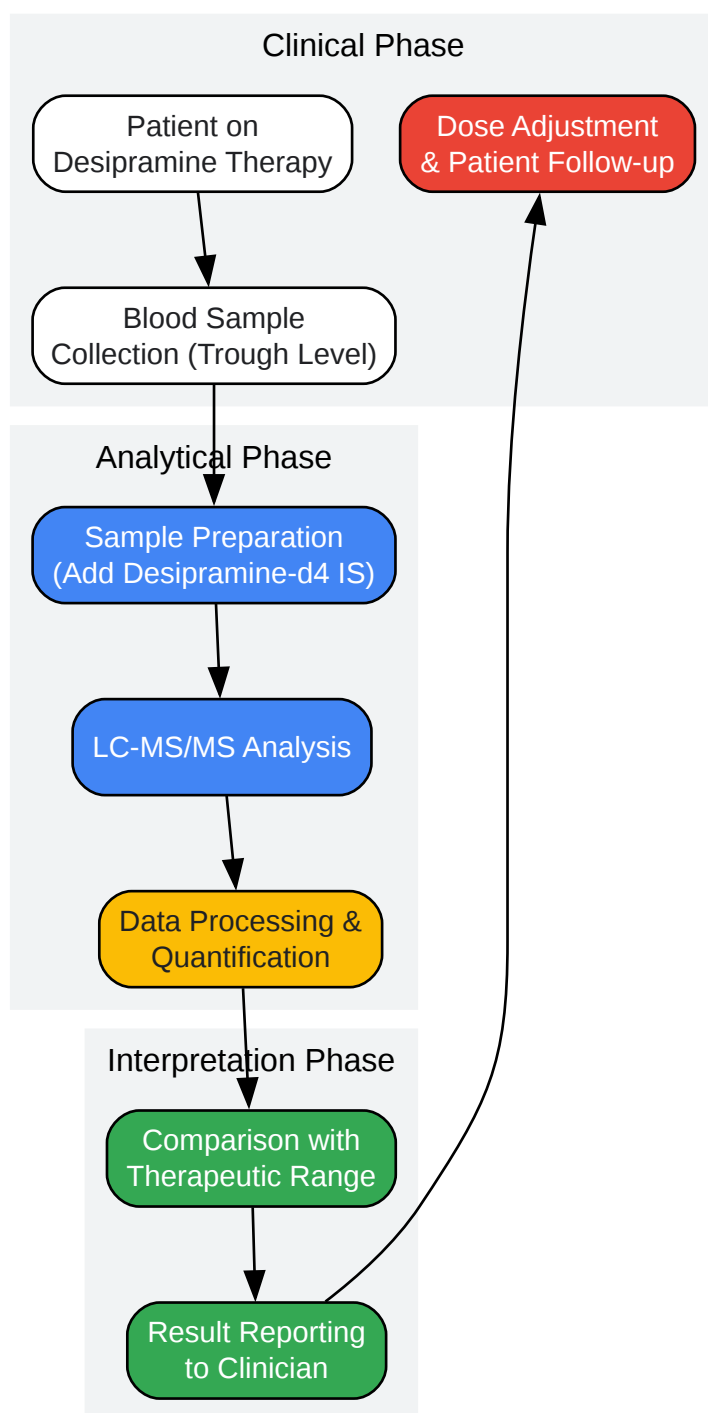 Clinical Phase
Patient on
Desipramine Therapy
Dose Adjustment
& Patient Follow-up
Blood Sample
Collection (Trough Level)
Analytical Phase
Sample Preparation
(Add Desipramine-d4 IS)
LC-MS/MS Analysis
Data Processing &
Quantification
Interpretation Phase
Comparison with
Therapeutic Range
Result Reporting
to Clinician